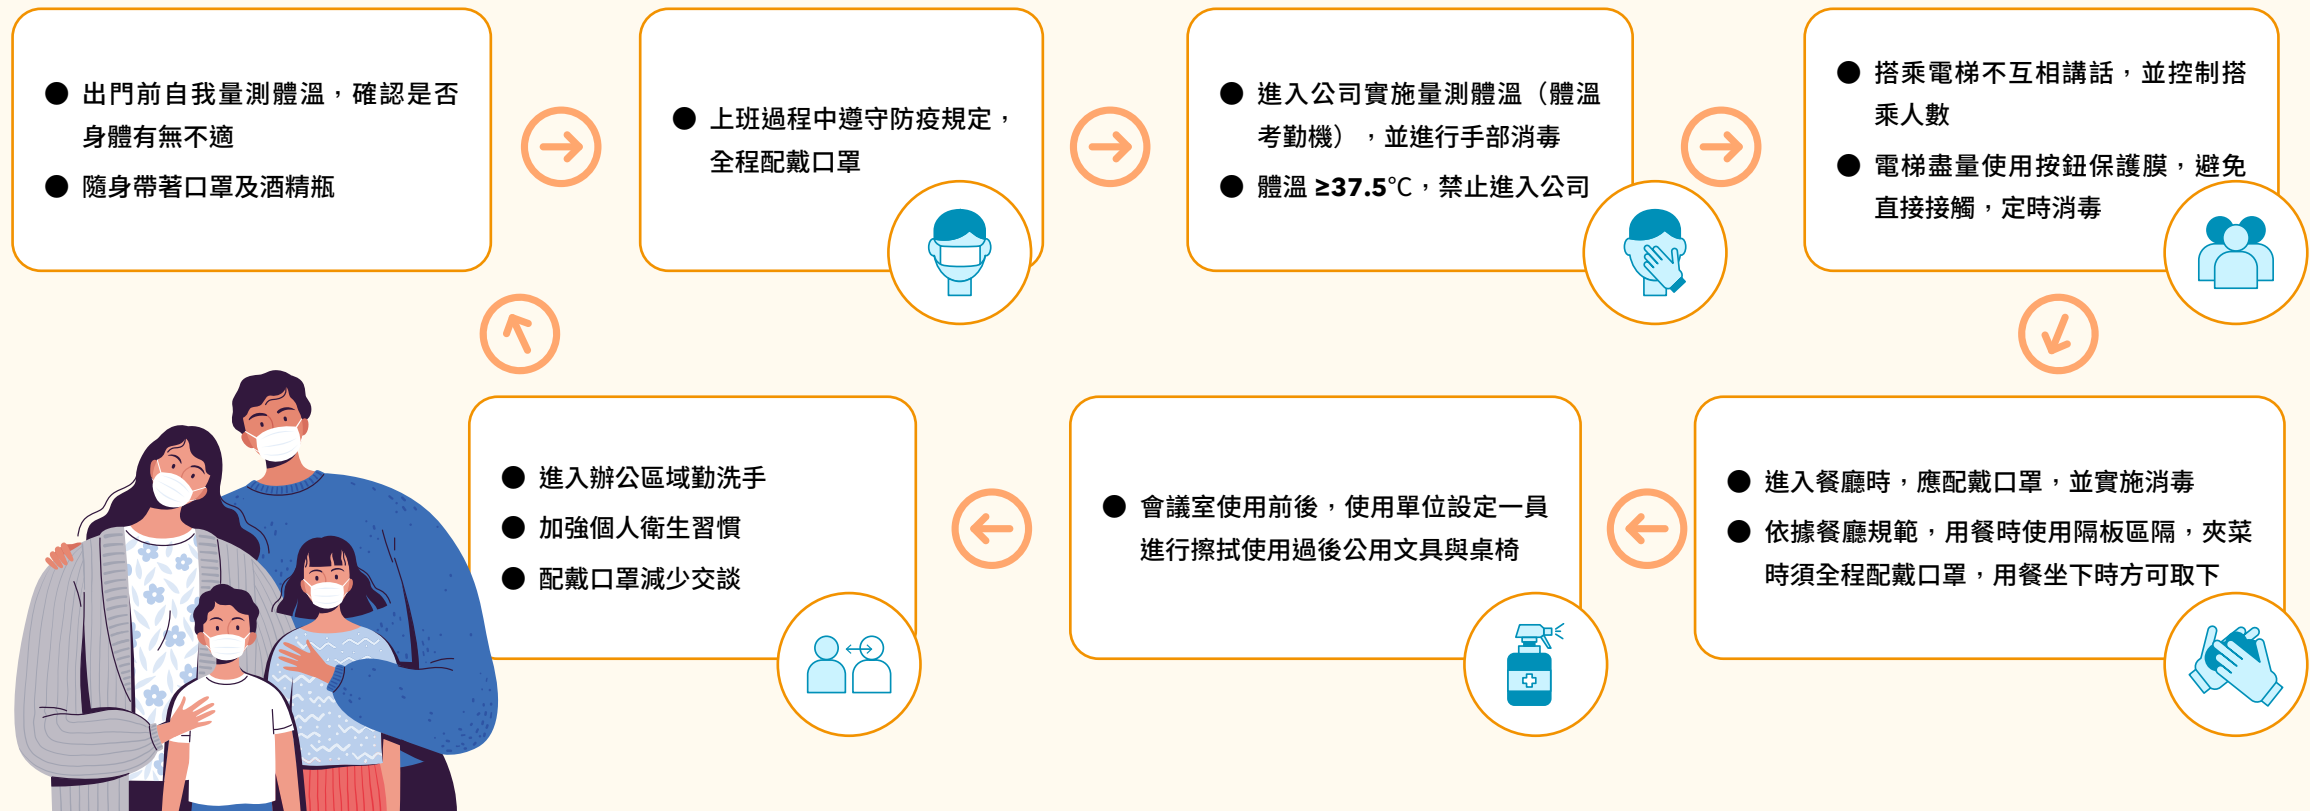 ● 出門前自我量測體溫，確認是否
身體有無不適
● 隨身帶著口罩及酒精瓶
● 上班過程中遵守防疫規定，
全程配戴口罩
● 進入公司實施量測體溫（體溫
考勤機），並進行手部消毒
● 體溫 ≥37.5℃，禁止進入公司
● 搭乘電梯不互相講話，並控制搭
乘人數
● 電梯盡量使用按鈕保護膜，避免
直接接觸，定時消毒
● 進入餐廳時，應配戴口罩，並實施消毒
● 依據餐廳規範，用餐時使用隔板區隔，夾菜
時須全程配戴口罩，用餐坐下時方可取下
● 會議室使用前後，使用單位設定一員
進行擦拭使用過後公用文具與桌椅
● 進入辦公區域勤洗手
● 加強個人衛生習慣
● 配戴口罩減少交談